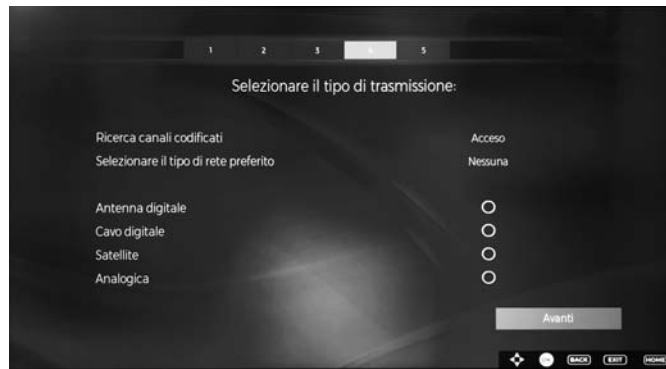 1 2 3 4 5
Selezionare il tipo di trasmissione:
Ricerca canali codificati Acceso
Selezionare il tipo di rete preferito Nessuna
Antenna digitale
Cavo digitale
Satellite
Analogica
Avanti
OK BACK EXIT HOME